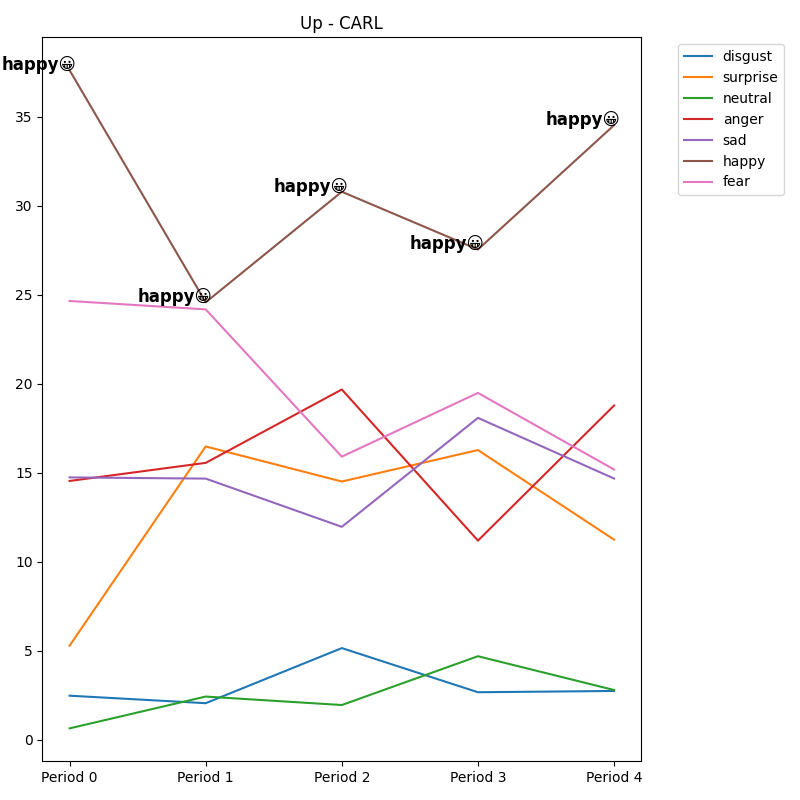 Up - CARL
happy😀
happy😀
happy😀
happy😀
happy😀
35
30
25
20
15
10
5
0
Period 0
Period 1
Period 2
Period 3
Period 4
disgust
surprise
neutral
anger
sad
happy
fear